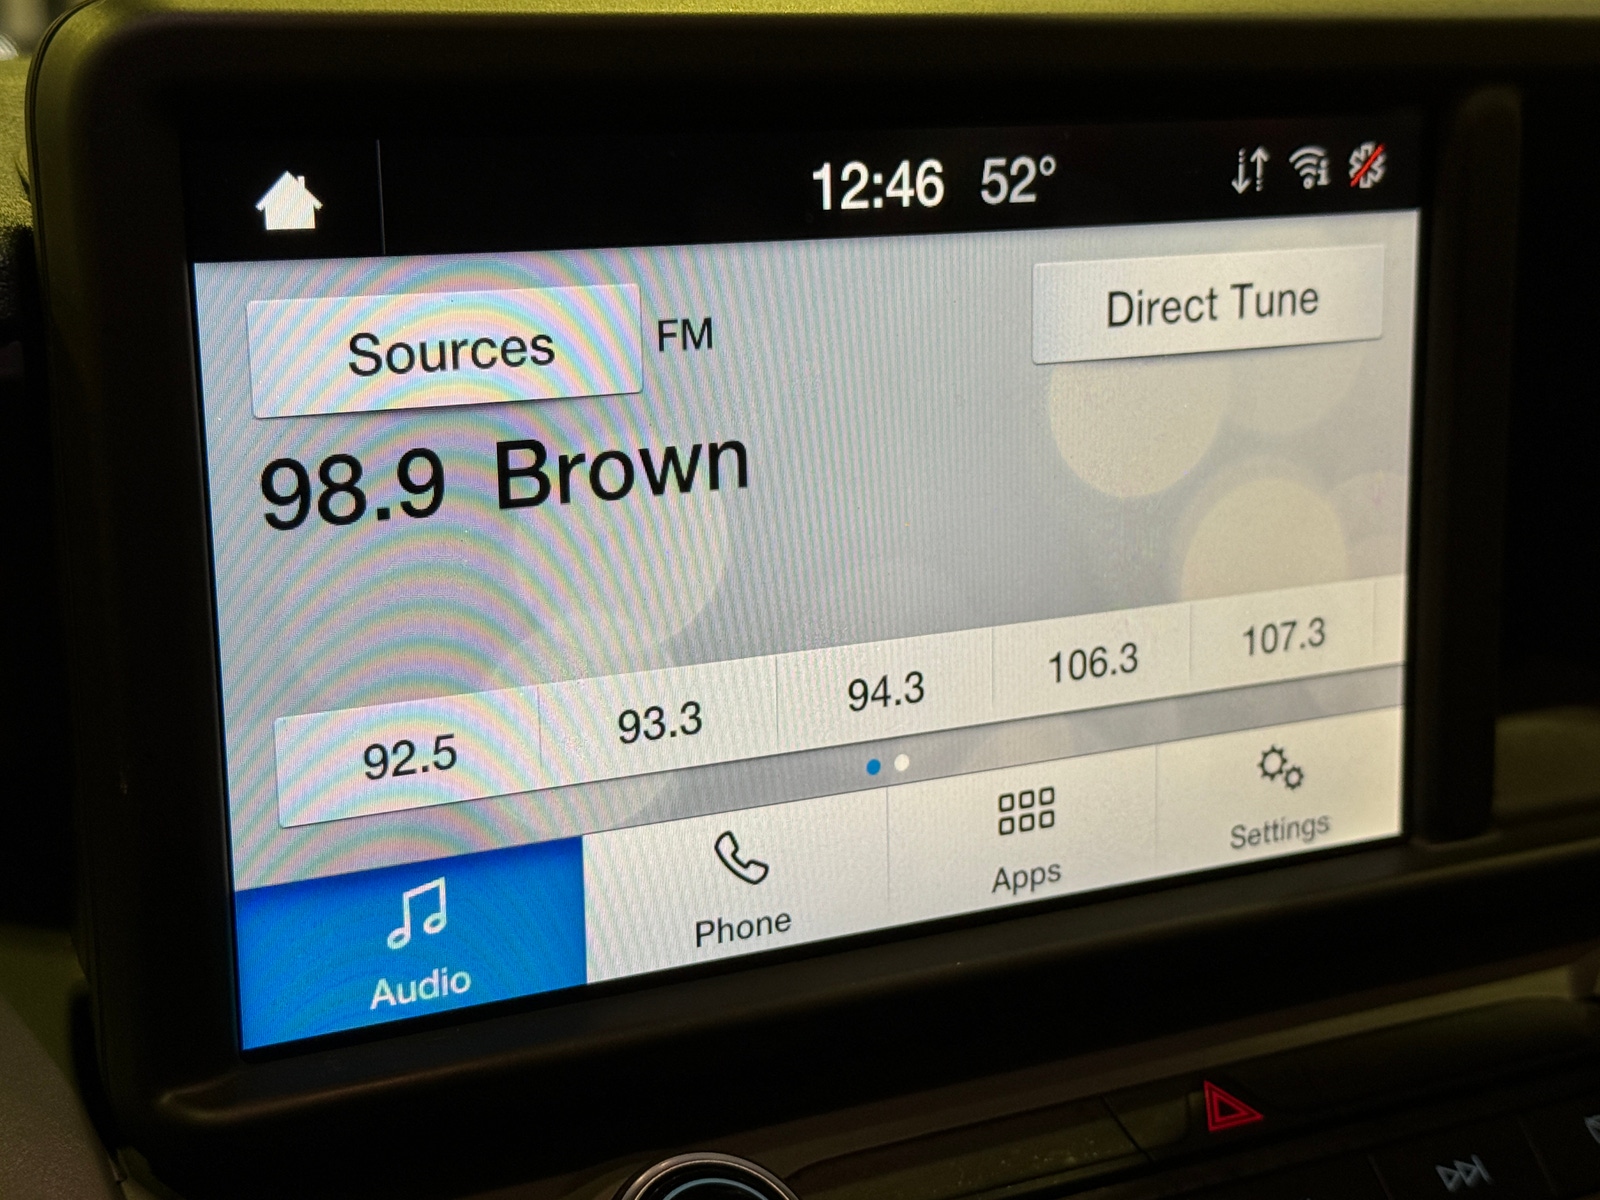 12:46 52°
Sources FM Direct Tune
98.9 Brown
92.5 93.3 94.3 106.3 107.3
Audio Phone Apps Settings